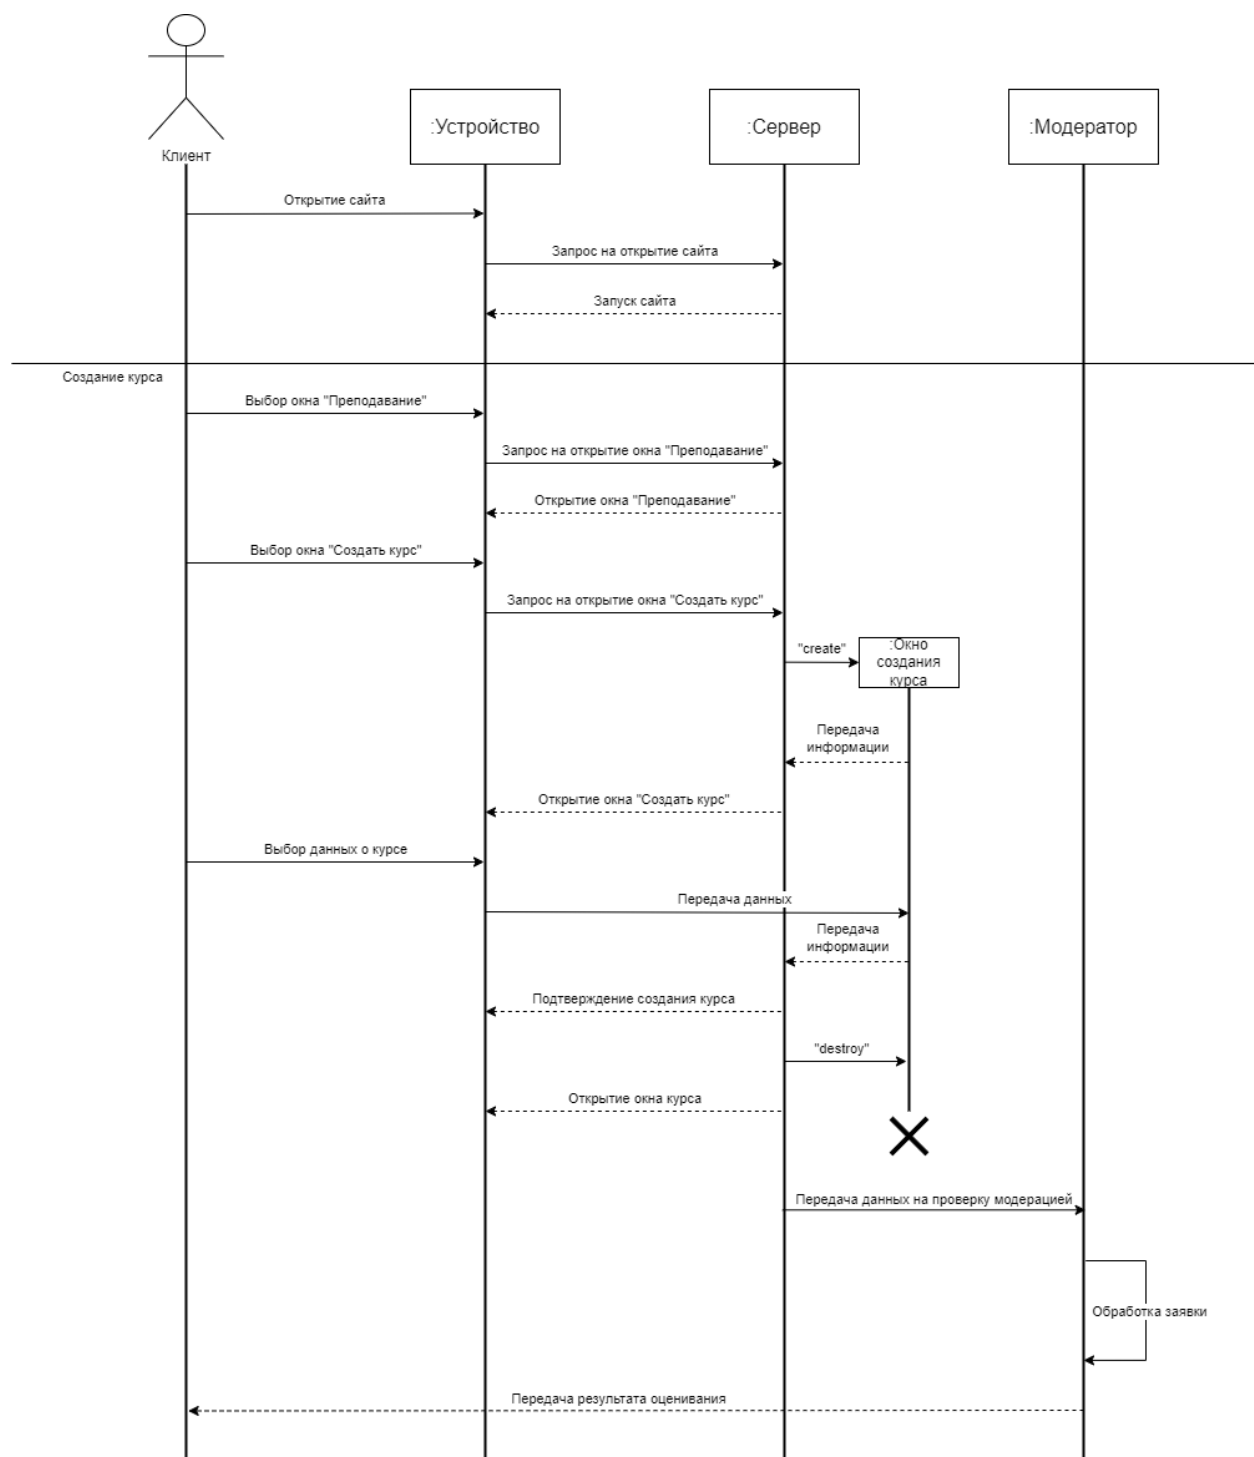 Клиент
:Устройство
:Сервер
:Модератор
Открытие сайта
Запрос на открытие сайта
Запуск сайта
Создание курса
Выбор окна "Преподавание"
Запрос на открытие окна "Преподавание"
Открытие окна "Преподавание"
Выбор окна "Создать курс"
Запрос на открытие окна "Создать курс"
"create"
:Окно
создания
курса
Передача
информации
Открытие окна "Создать курс"
Выбор данных о курсе
Передача данных
Передача
информации
Подтверждение создания курса
"destroy"
Открытие окна курса
Передача данных на проверку модерацией
Обработка заявки
Передача результата оценивания